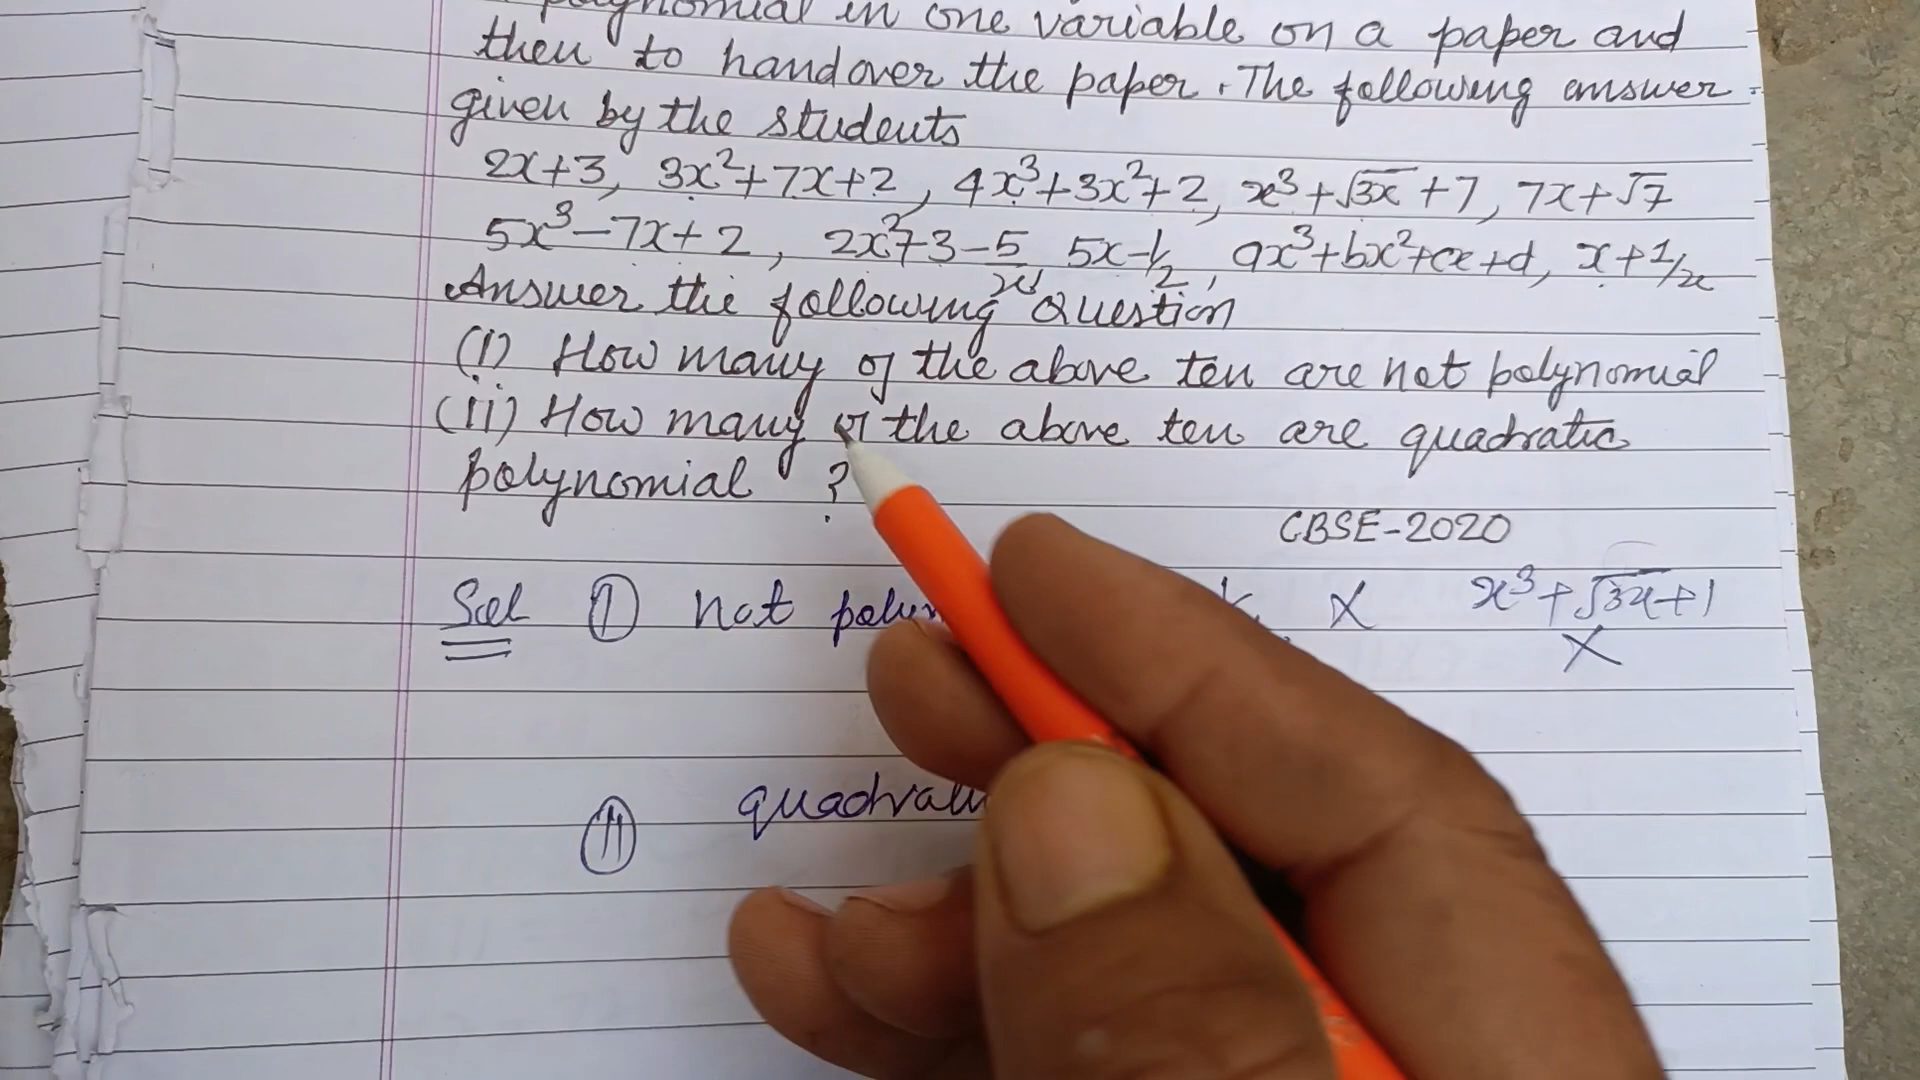 polynomial in one variable on a paper and
then to handover the paper. The following answer
given by the students
2x+3, 3x²+7x+2, 4x³+3x²+2, x³+√3x+7, 7x+√7
5x³-7x+2, 2x²+3-5/x 5x-1/2, ax³+bx²+cx+d, x+1/x
Answer the following Question
(I) How many of the above ten are not polynomial
(ii) How many of the above ten are quadratic
polynomial ?
CBSE-2020
Sol (I) not X x³+√3x+1
X
(II)